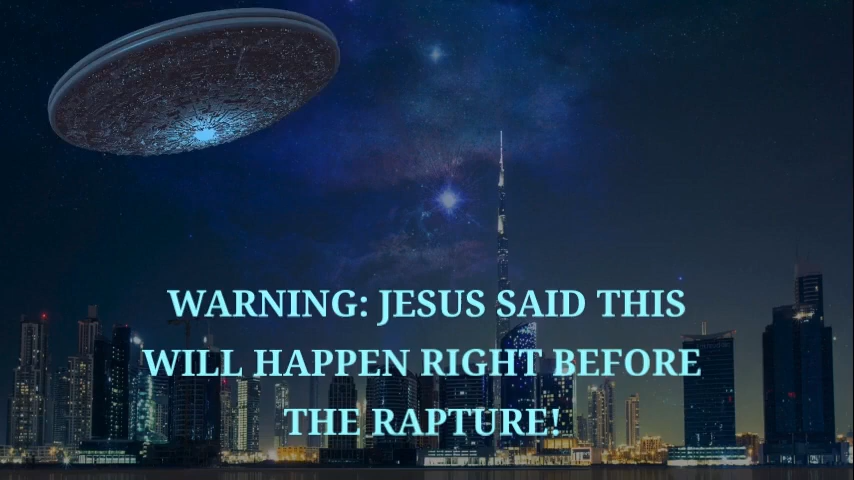 WARNING: JESUS SAID THIS
WILL HAPPEN RIGHT BEFORE
THE RAPTURE!